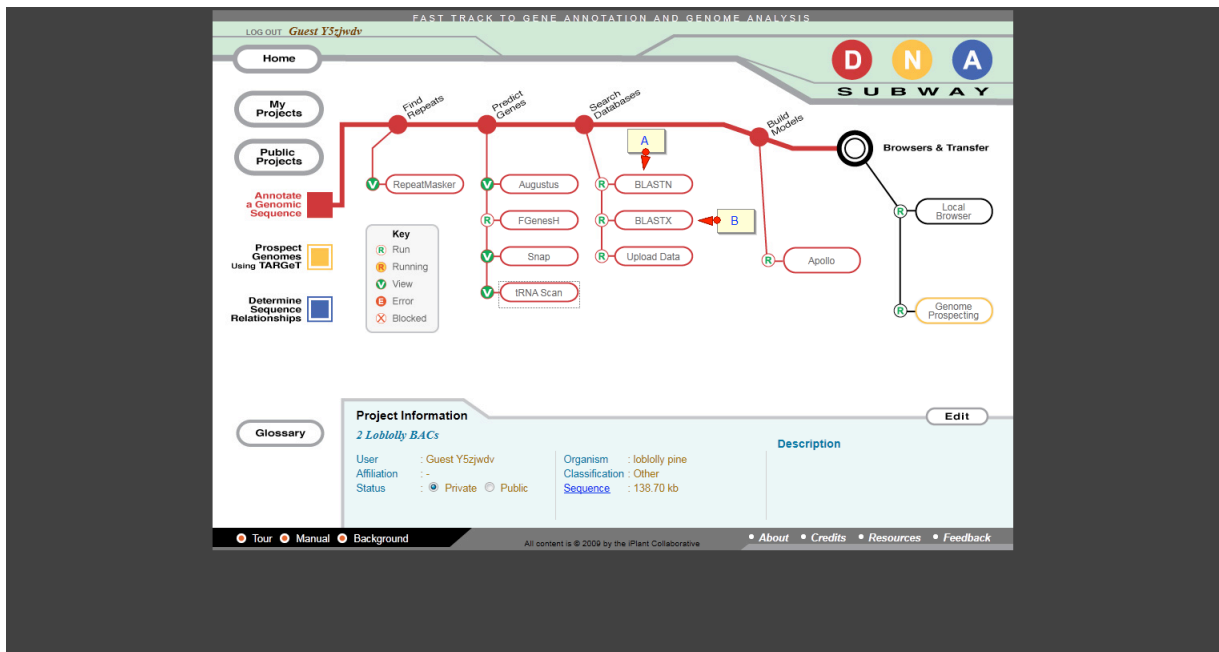 FAST TRACK TO GENE ANNOTATION AND GENOME ANALYSIS
LOG OUT Guest Y5zjwdv
Home
D N A
SUBWAY
My
Projects
Public
Projects
Annotate
a Genomic
Sequence
Prospect
Genomes
Using TARGeT
Determine
Sequence
Relationships
Find
Repeats
Predict
Genes
Search
Databases
Build
Models
Browsers & Transfer
A
V RepeatMasker
V Augustus
R BLASTN
R FGenesH
R BLASTX
B
V Snap
R Upload Data
V tRNA Scan
R Apollo
R Local
Browser
R Genome
Prospecting
Key
R Run
R Running
V View
E Error
X Blocked
Glossary
Project Information
Edit
2 Loblolly BACs
Description
User : Guest Y5zjwdv
Affiliation : -
Status : Private Public
Organism : loblolly pine
Classification : Other
Sequence : 138.70 kb
Tour Manual Background
All content is © 2009 by the iPlant Collaborative
• About • Credits • Resources • Feedback